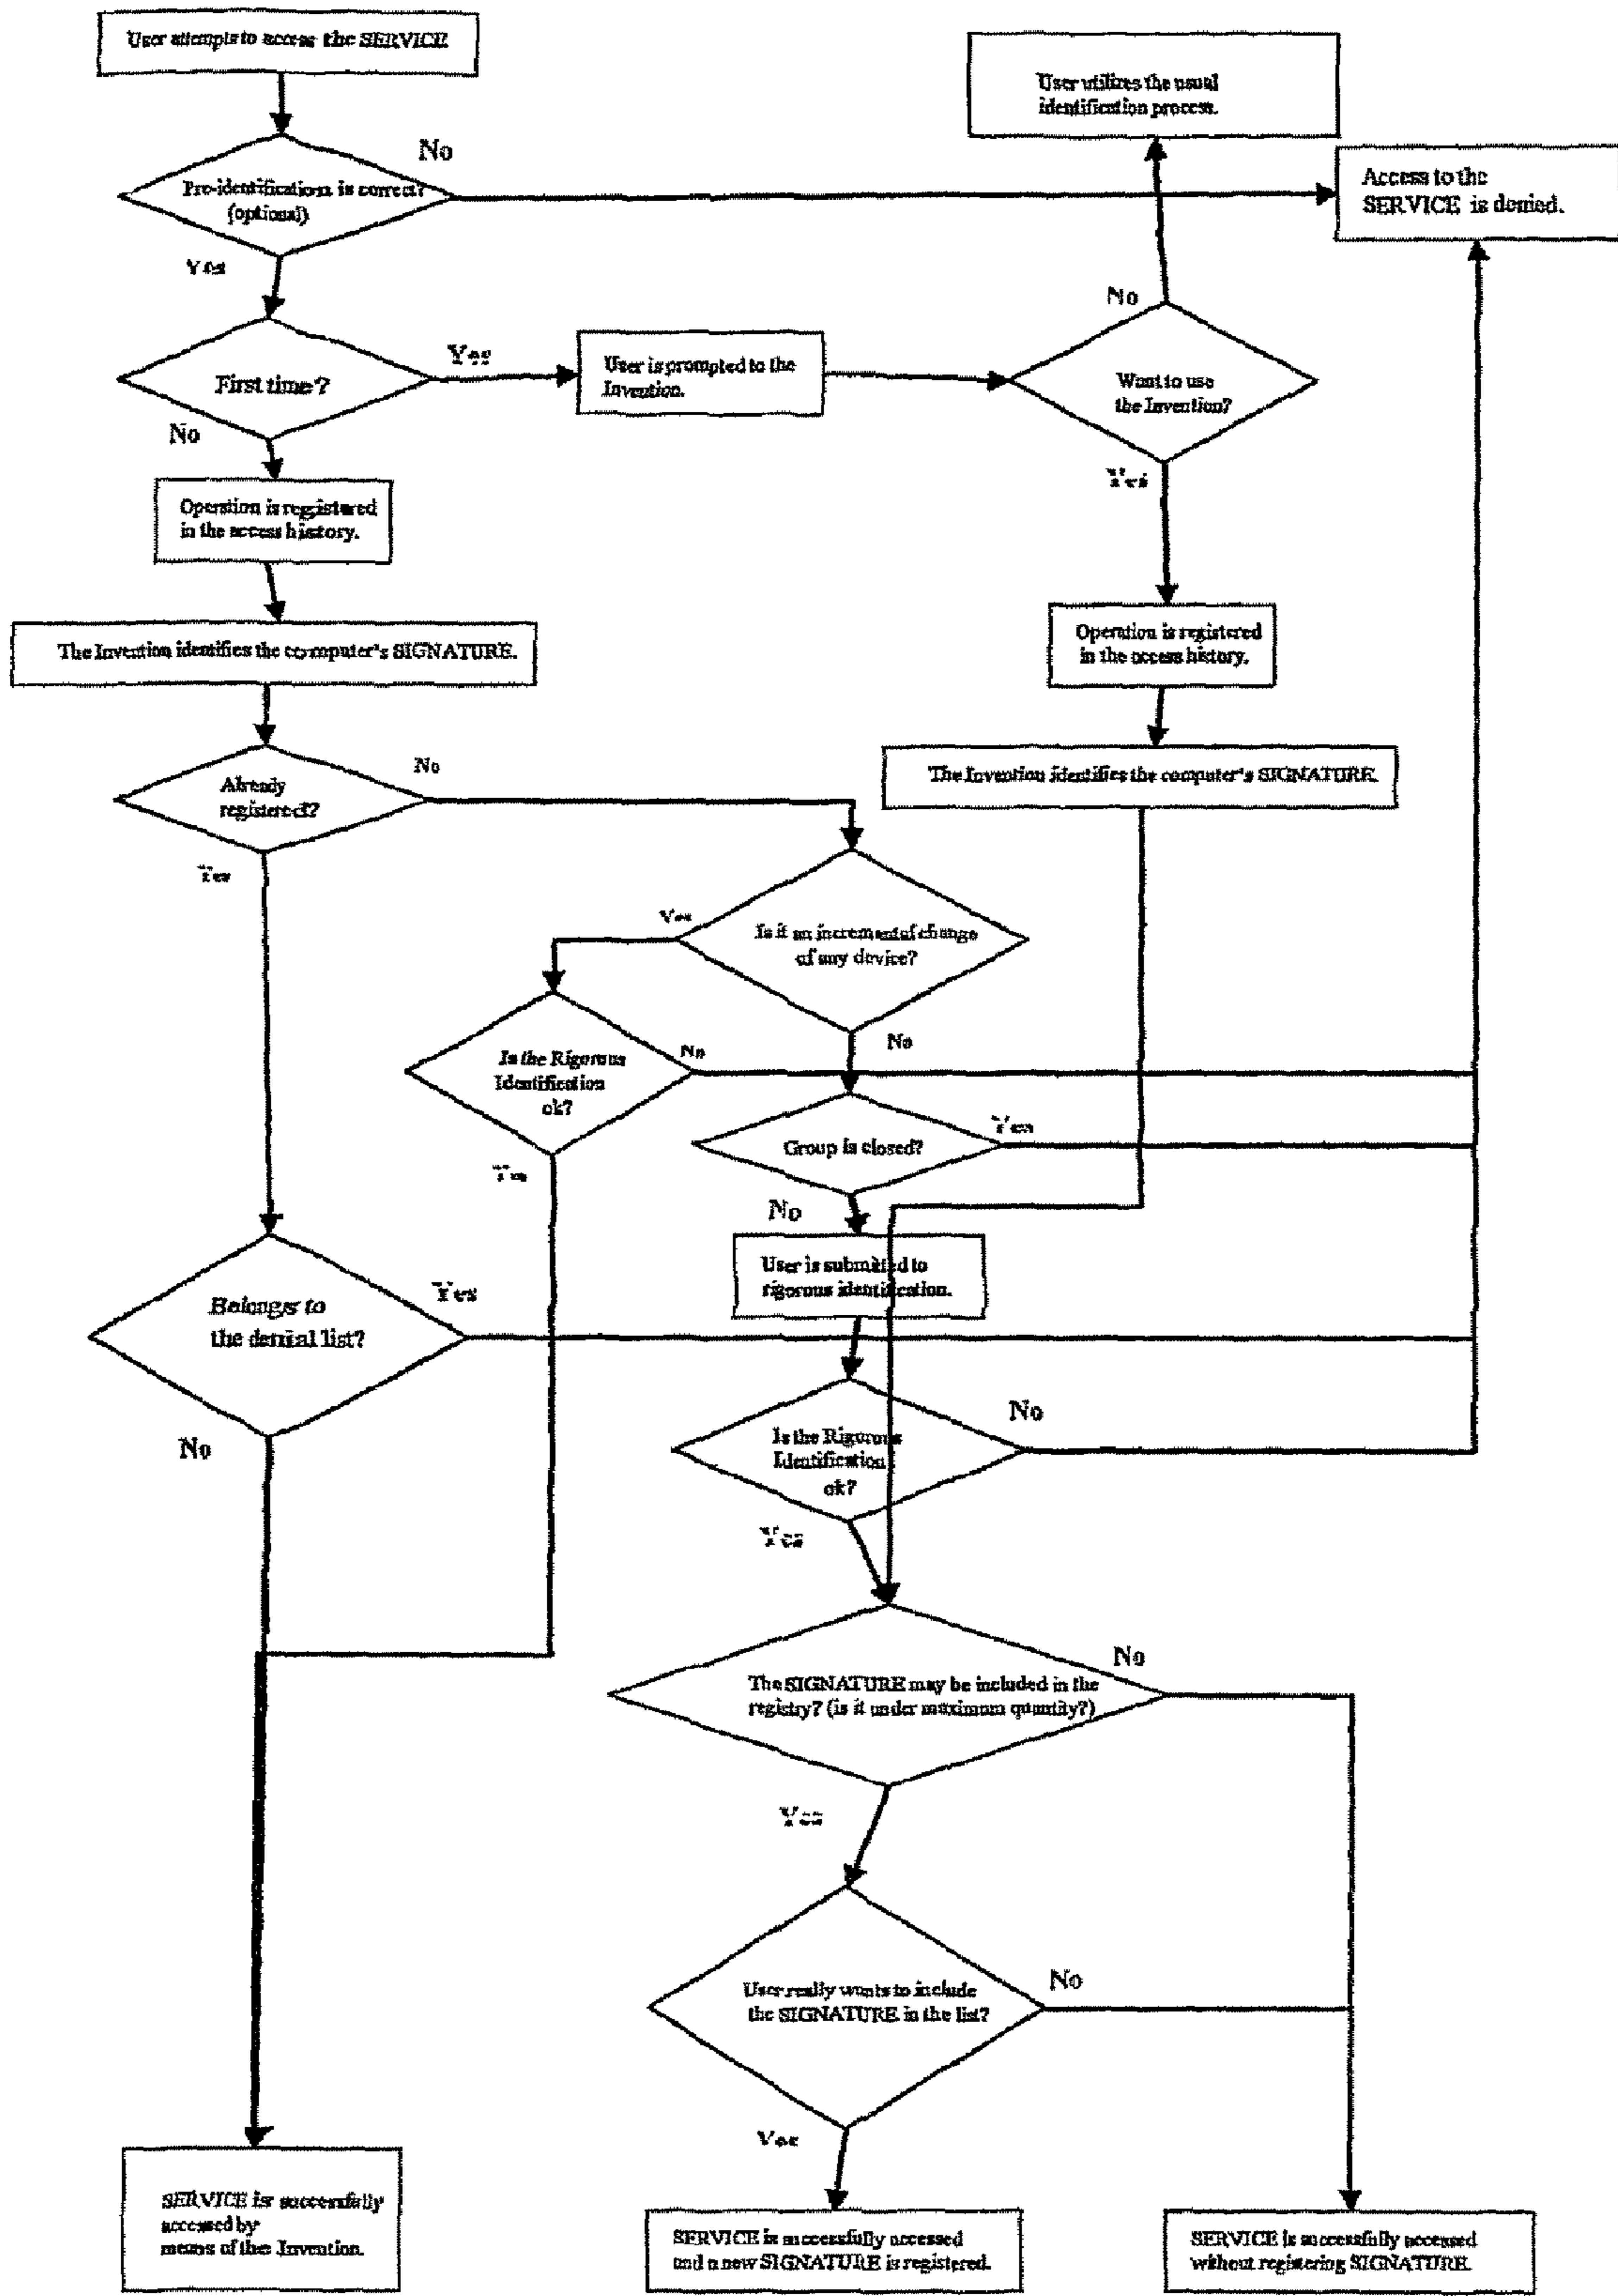 User attempts to access the SERVICE
User utilizes the usual
identification process.
No
Pre-identifications is correct?
(optional)
Access to the
SERVICE is denied.
Yes
No
First time?
Yes
User is prompted to the
Invention.
Want to use
the Invention?
No
Yes
Operation is registered
in the access history.
Operation is registered
in the access history.
The Invention identifies the computer's SIGNATURE.
The Invention identifies the computer's SIGNATURE.
Already
registered?
No
Yes
Is it an incremental change
of any device?
Yes
No
Is the Rigorous
Identification
ok?
No
Yes
Group is closed?
Yes
No
User is submitted to
rigorous identification.
Belongs to
the denial list?
Yes
No
Is the Rigorous
Identification
ok?
No
Yes
The SIGNATURE may be included in the
registry? (is it under maximum quantity?)
No
Yes
User really wants to include
the SIGNATURE in the list?
No
Yes
SERVICE is successfully
accessed by
means of the Invention.
SERVICE is successfully accessed
and a new SIGNATURE is registered.
SERVICE is successfully accessed
without registering SIGNATURE.